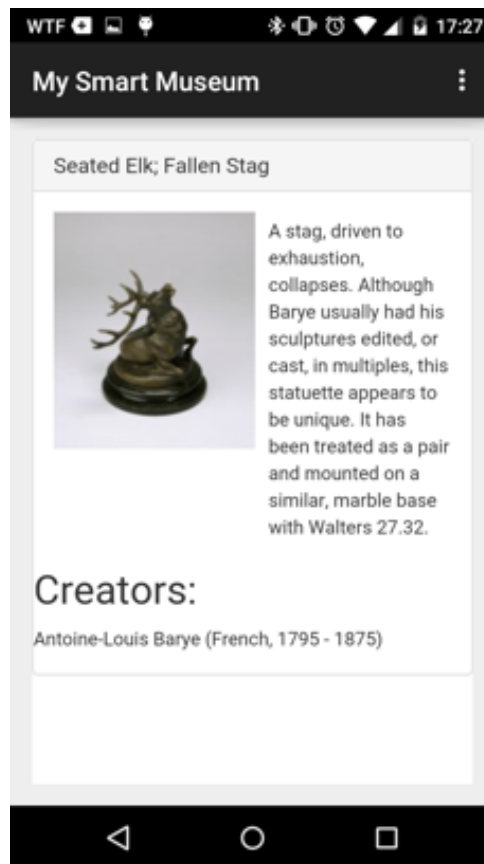 WTF 17:27
My Smart Museum
Seated Elk; Fallen Stag
A stag, driven to
exhaustion,
collapses. Although
Barye usually had his
sculptures edited, or
cast, in multiples, this
statuette appears to
be unique. It has
been treated as a pair
and mounted on a
similar, marble base
with Walters 27.32.
Creators:
Antoine-Louis Barye (French, 1795 - 1875)